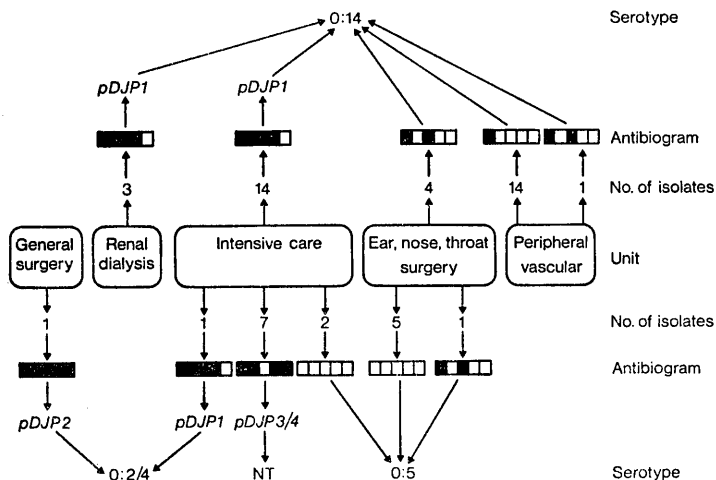 0:14 Serotype
pDJP1 pDJP1
Antibiogram
3 14 4 14 1 No. of isolates
General surgery
Renal dialysis
Intensive care
Ear, nose, throat surgery
Peripheral vascular
Unit
1 1 7 2 5 1 No. of isolates
Antibiogram
pDJP2 pDJP1 pDJP3/4
0:2/4 NT 0:5 Serotype